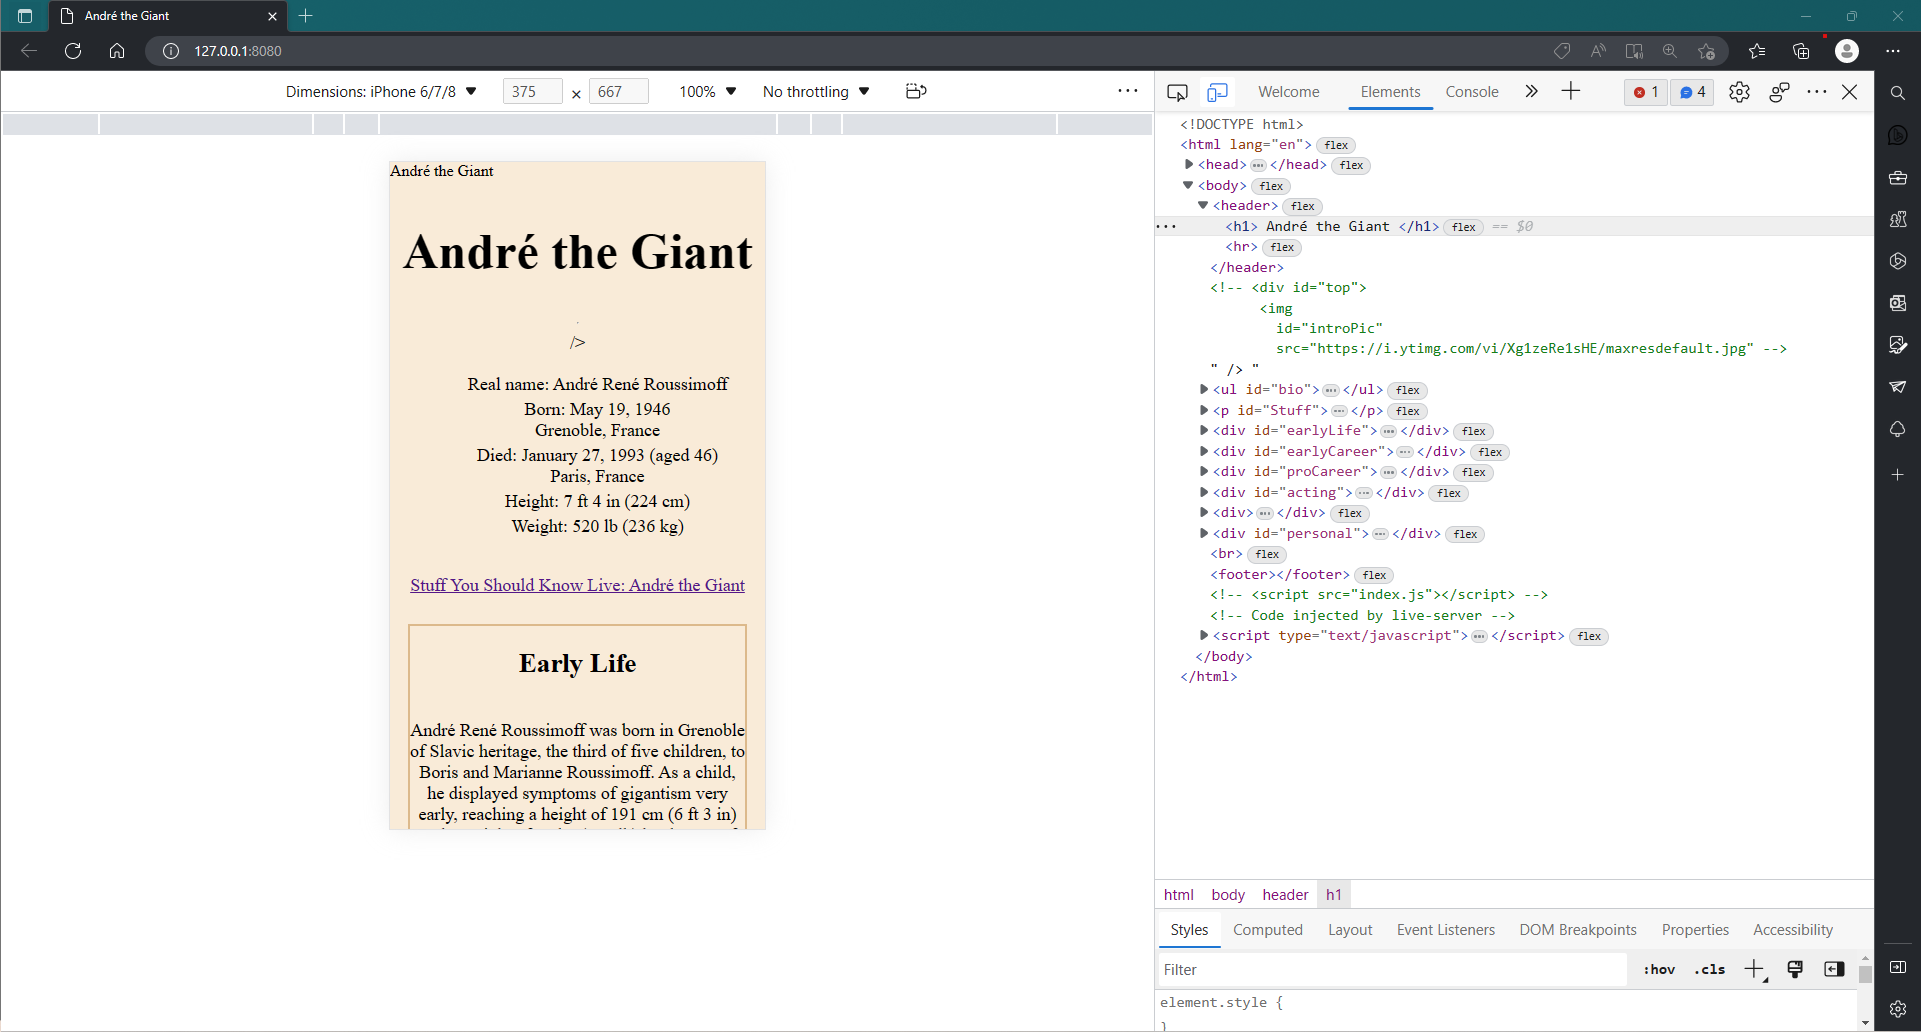 André the Giant
127.0.0.1:8080
Dimensions: iPhone 6/7/8 375 × 667 100% No throttling
André the Giant
André the Giant
/>
Real name: André René Roussimoff
Born: May 19, 1946
Grenoble, France
Died: January 27, 1993 (aged 46)
Paris, France
Height: 7 ft 4 in (224 cm)
Weight: 520 lb (236 kg)
Stuff You Should Know Live: André the Giant
Early Life
André René Roussimoff was born in Grenoble
of Slavic heritage, the third of five children, to
Boris and Marianne Roussimoff. As a child,
he displayed symptoms of gigantism very
early, reaching a height of 191 cm (6 ft 3 in)
Welcome Elements Console 1 4
<!DOCTYPE html>
<html lang="en"> flex
<head> ··· </head> flex
<body> flex
<header> flex
··· <h1> André the Giant </h1> flex == $0
<hr> flex
</header>
<!-- <div id="top">
<img
id="introPic"
src="https://i.ytimg.com/vi/Xg1zeRe1sHE/maxresdefault.jpg" -->
" /> "
<ul id="bio"> ··· </ul> flex
<p id="Stuff"> ··· </p> flex
<div id="earlyLife"> ··· </div> flex
<div id="earlyCareer"> ··· </div> flex
<div id="proCareer"> ··· </div> flex
<div id="acting"> ··· </div> flex
<div> ··· </div> flex
<div id="personal"> ··· </div> flex
<br> flex
<footer></footer> flex
<!-- <script src="index.js"></script> -->
<!-- Code injected by live-server -->
<script type="text/javascript"> ··· </script> flex
</body>
</html>
html body header h1
Styles Computed Layout Event Listeners DOM Breakpoints Properties Accessibility
Filter :hov .cls
element.style {
}